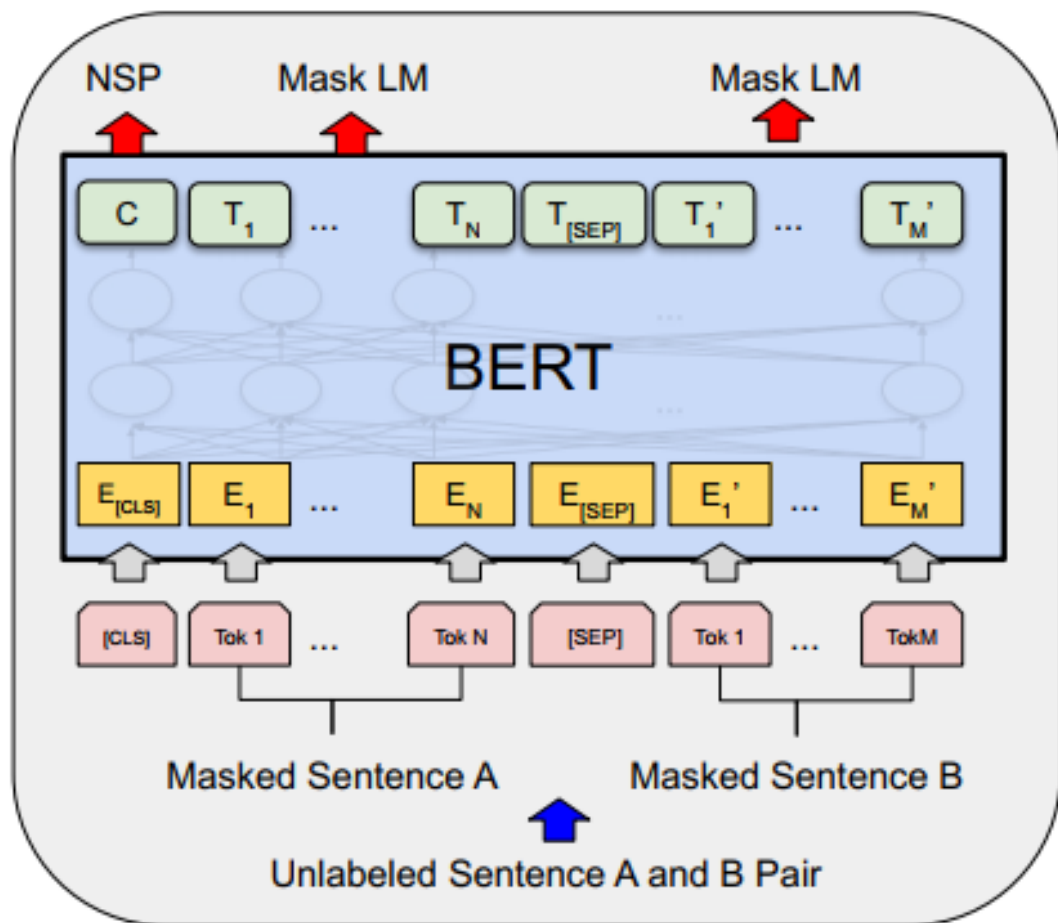 NSP Mask LM Mask LM
C T1 ... TN T[SEP] T1' ... TM'
...
BERT
...
E[CLS] E1 ... EN E[SEP] E1' ... EM'
[CLS] Tok 1 ... Tok N [SEP] Tok 1 ... TokM
Masked Sentence A Masked Sentence B
Unlabeled Sentence A and B Pair